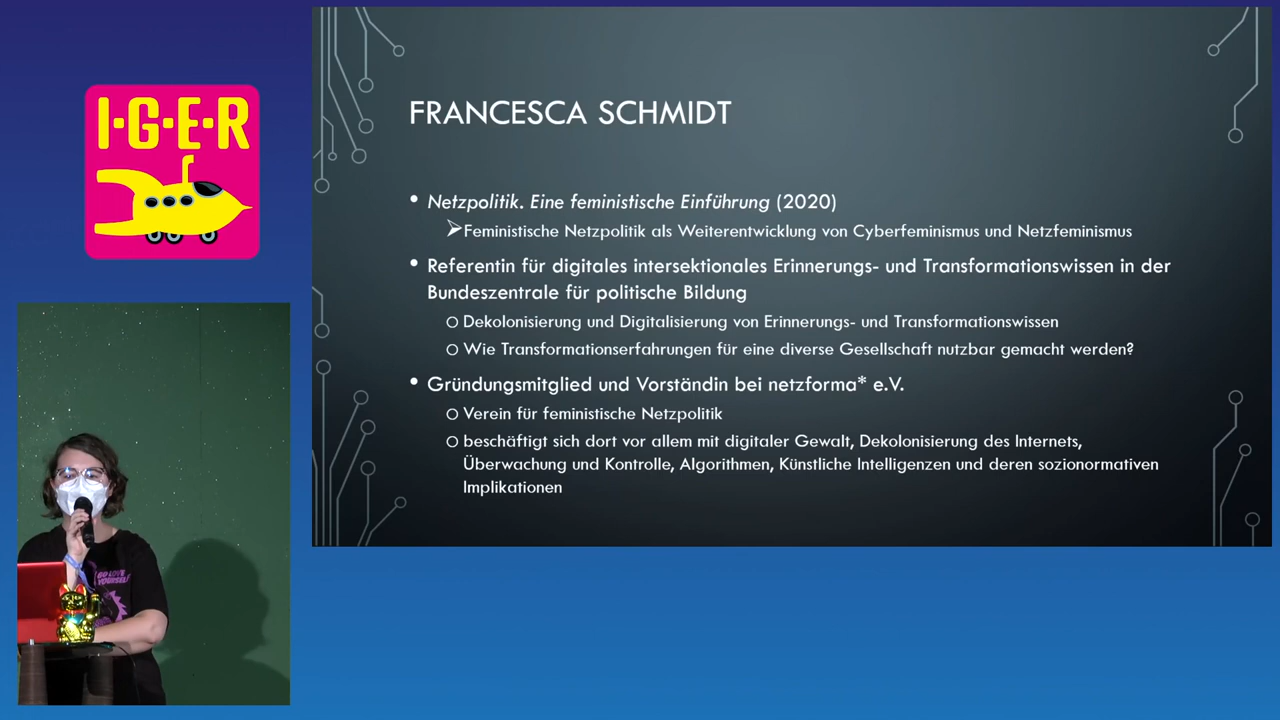 I·G·E·R
FRANCESCA SCHMIDT
• Netzpolitik. Eine feministische Einführung (2020)
➢Feministische Netzpolitik als Weiterentwicklung von Cyberfeminismus und Netzfeminismus
• Referentin für digitales intersektionales Erinnerungs- und Transformationswissen in der
Bundeszentrale für politische Bildung
○ Dekolonisierung und Digitalisierung von Erinnerungs- und Transformationswissen
○ Wie Transformationserfahrungen für eine diverse Gesellschaft nutzbar gemacht werden?
• Gründungsmitglied und Vorständin bei netzforma* e.V.
○ Verein für feministische Netzpolitik
○ beschäftigt sich dort vor allem mit digitaler Gewalt, Dekolonisierung des Internets,
Überwachung und Kontrolle, Algorithmen, Künstliche Intelligenzen und deren sozionormativen
Implikationen
GO LOVE
YOURSELF